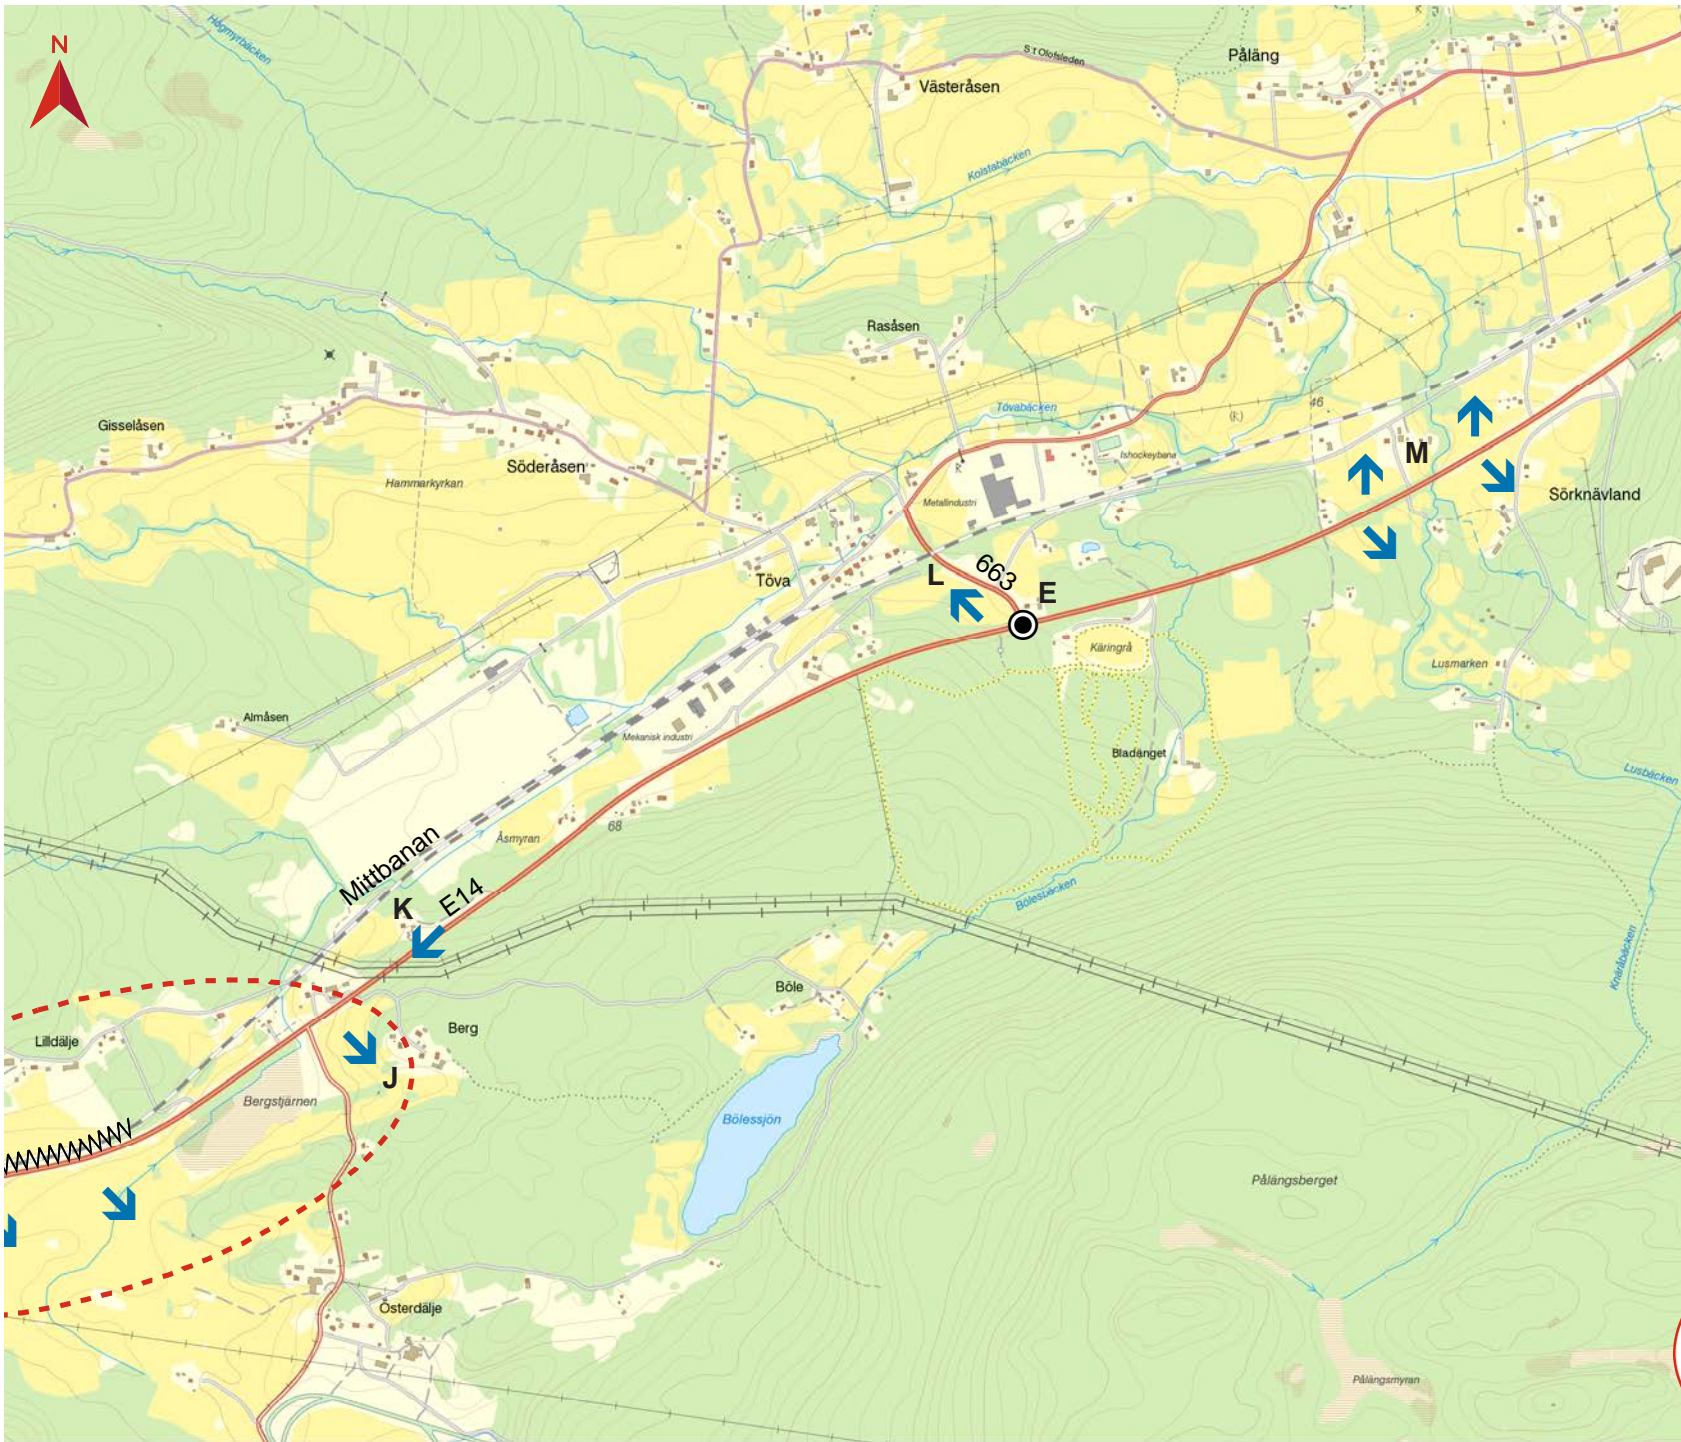 N
Högmyrbäcken
Västeråsen
S:t Olofsleden
Påläng
Kolstabäcken
Rasåsen
Tövabäcken
46
(k)
Gisselåsen
Hammarkyrkan
Söderåsen
Metallindustri
Ishockeybana
M
Sörknävland
Töva
L
663
E
Käringrå
Lusmarken
Almåsen
Mekanisk industri
Bladänget
Lusbäcken
Åsmyran
68
Mittbanan
K
E14
Bölesbäcken
Knäråbäcken
Böle
Lilldälje
Berg
J
Bergstjärnen
Bölessjön
Pålängsberget
Österdälje
Pålängsmyran